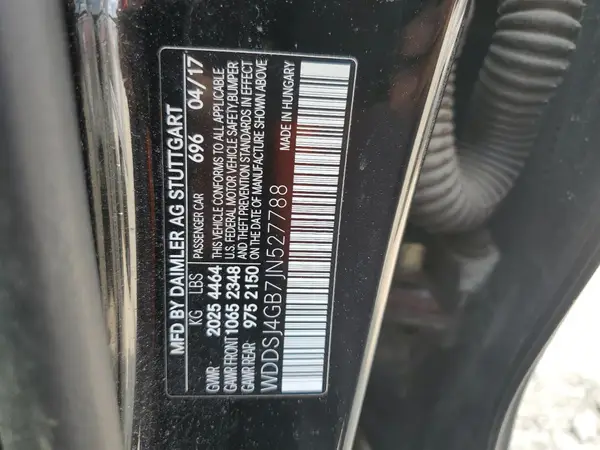 MFD BY DAIMLER AG STUTTGART
KG LBS PASSENGER CAR 696 04/17
GVWR 2025 4464 THIS VEHICLE CONFORMS TO ALL APPLICABLE
GAWR FRONT 1065 2348 U.S. FEDERAL MOTOR VEHICLE SAFETY,BUMPER
GAWR REAR: 975 2150 AND THEFT PREVENTION STANDARDS IN EFFECT
ON THE DATE OF MANUFACTURE SHOWN ABOVE
WDDSJ4GB7JN527788 MADE IN HUNGARY